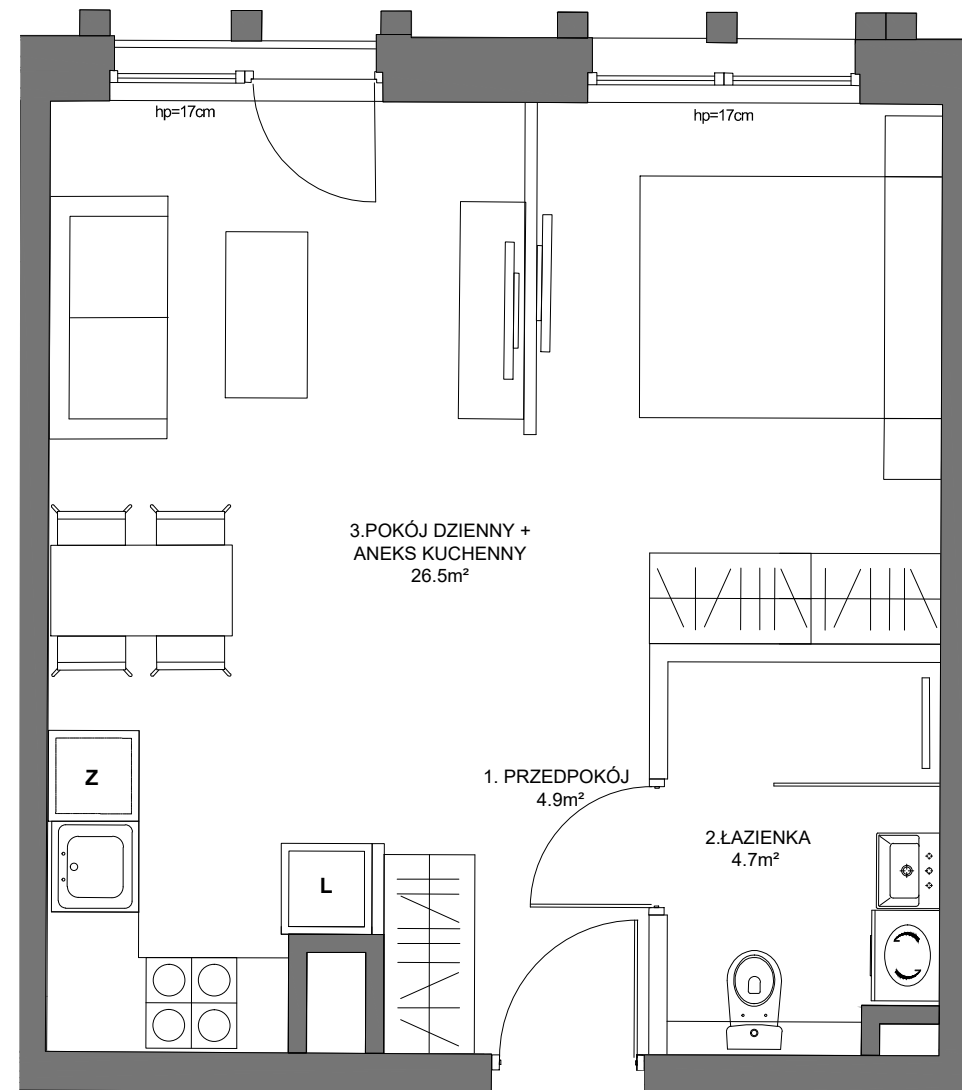 hp=17cm
hp=17cm
3.POKÓJ DZIENNY +
ANEKS KUCHENNY
26.5m²
Z
1. PRZEDPOKÓJ
4.9m²
2.ŁAZIENKA
4.7m²
L